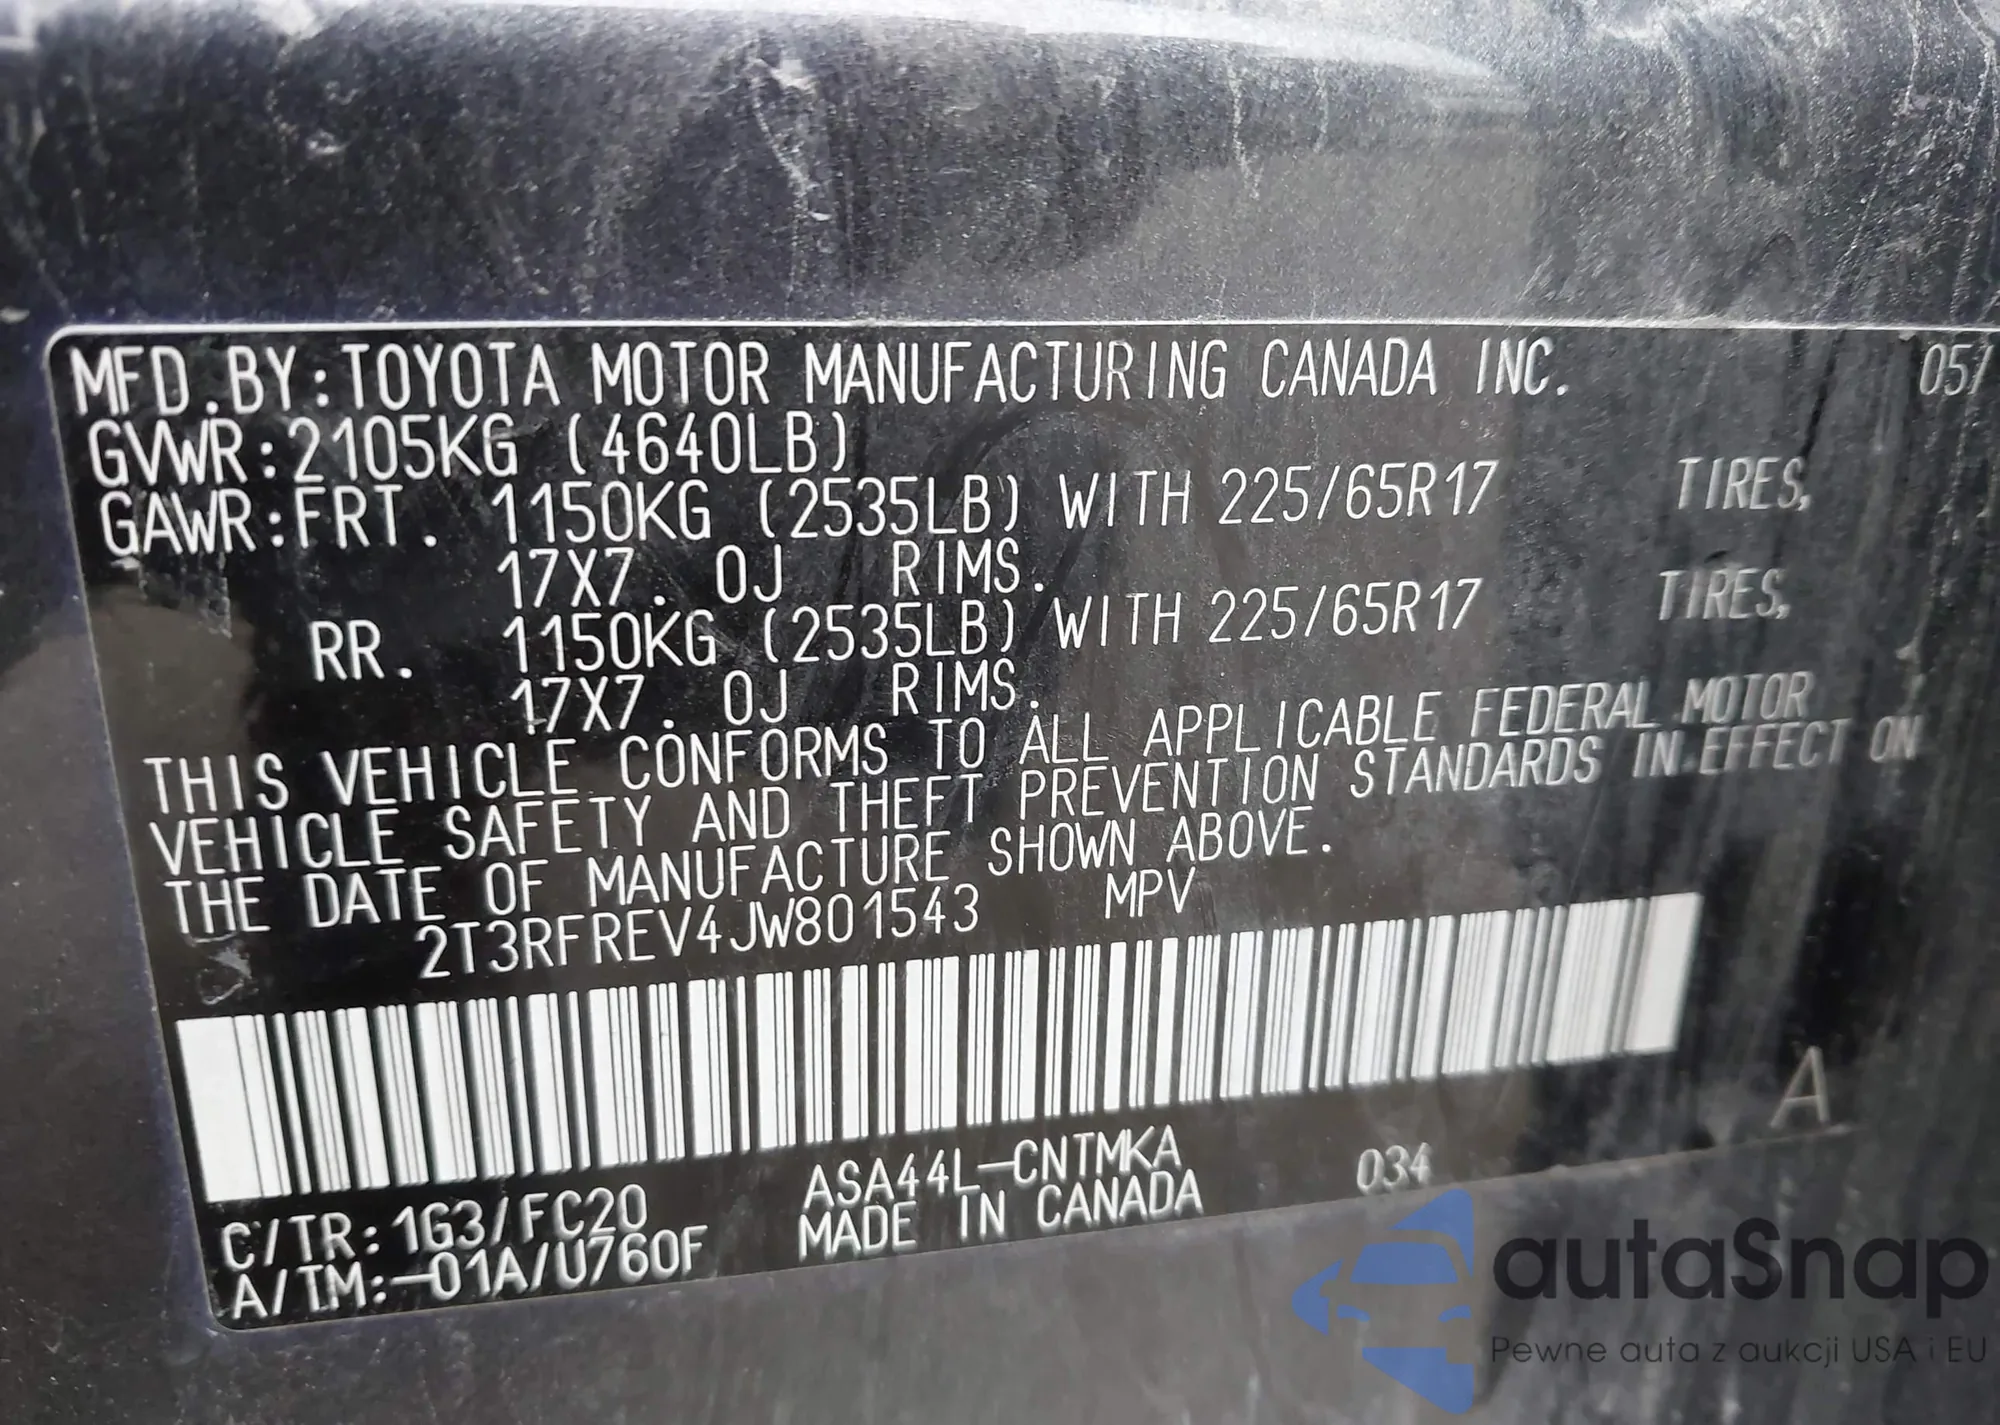 MFD.BY:TOYOTA MOTOR MANUFACTURING CANADA INC.
GVWR:2105KG (4640LB)
GAWR:FRT. 1150KG (2535LB) WITH 225/65R17 TIRES,
17X7.0J RIMS.
RR. 1150KG (2535LB) WITH 225/65R17 TIRES,
17X7.0J RIMS.
THIS VEHICLE CONFORMS TO ALL APPLICABLE FEDERAL MOTOR
VEHICLE SAFETY AND THEFT PREVENTION STANDARDS IN EFFECT ON
THE DATE OF MANUFACTURE SHOWN ABOVE.
2T3RFREV4JW801543 MPV
A
C/TR:1G3/FC20 ASA44L-CNTMKA 034
A/TM:-01A/U760F MADE IN CANADA
autaSnap
Pewne auta z aukcji USA i EU